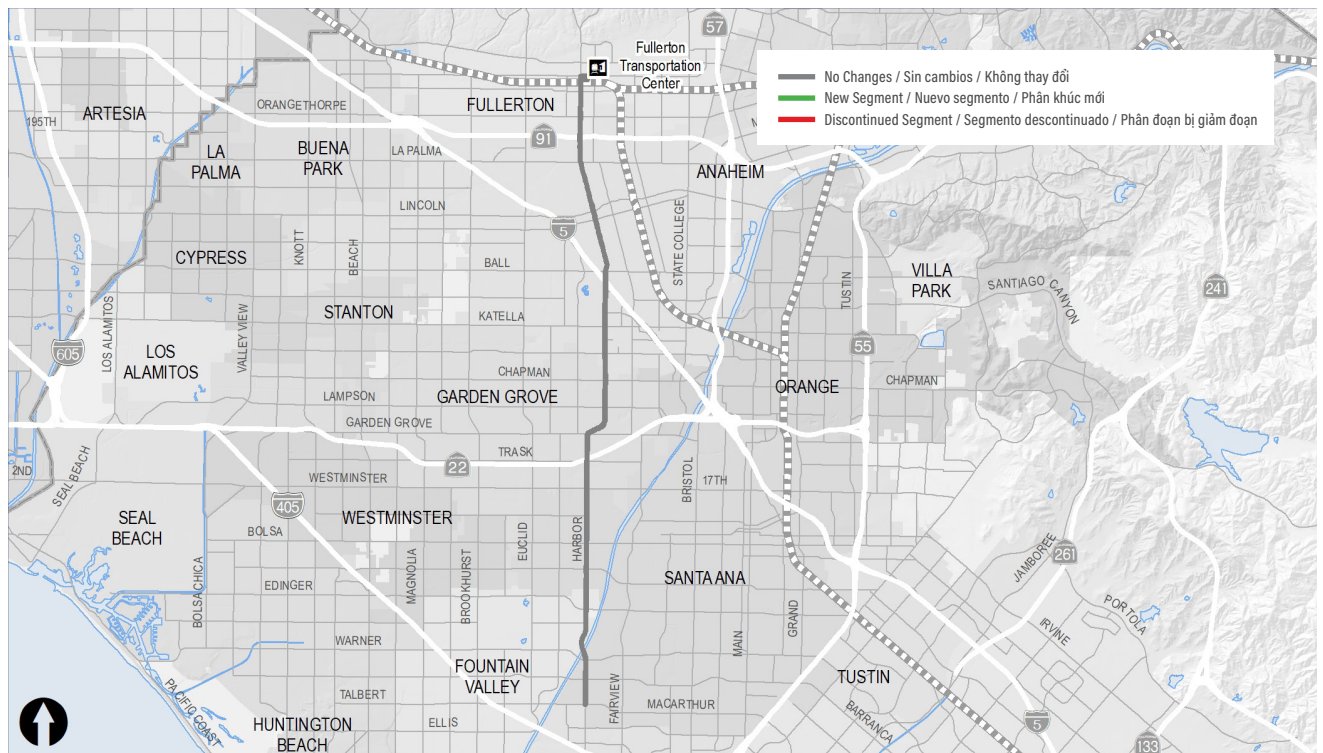 57
Fullerton
Transportation
Center
No Changes / Sin cambios / Không thay đổi
New Segment / Nuevo segmento / Phân khúc mới
Discontinued Segment / Segmento descontinuado / Phân đoạn bị giảm đoạn
ORANGETHORPE
FULLERTON
ARTESIA
195TH
91
BUENA
PARK
LA PALMA
LA
PALMA
ANAHEIM
LINCOLN
5
STATE COLLEGE
KNOTT
BEACH
CYPRESS
BALL
TUSTIN
VILLA
PARK
SANTIAGO
CANYON
241
STANTON
KATELLA
LOS ALAMITOS
VALLEY VIEW
605
LOS
ALAMITOS
55
CHAPMAN
CHAPMAN
ORANGE
LAMPSON
GARDEN GROVE
GARDEN GROVE
TRASK
22
2ND
SEAL BEACH
WESTMINSTER
BRISTOL
17TH
405
SEAL
BEACH
WESTMINSTER
BOLSA
EUCLID
HARBOR
BOLSA CHICA
MAGNOLIA
BROOKHURST
EDINGER
SANTA ANA
JAMBOREE
261
PORTOLA
IRVINE
GRAND
MAIN
WARNER
FOUNTAIN
VALLEY
TUSTIN
PACIFIC COAST
TALBERT
FAIRVIEW
MACARTHUR
BARRANCA
HUNTINGTON
BEACH
ELLIS
5
133